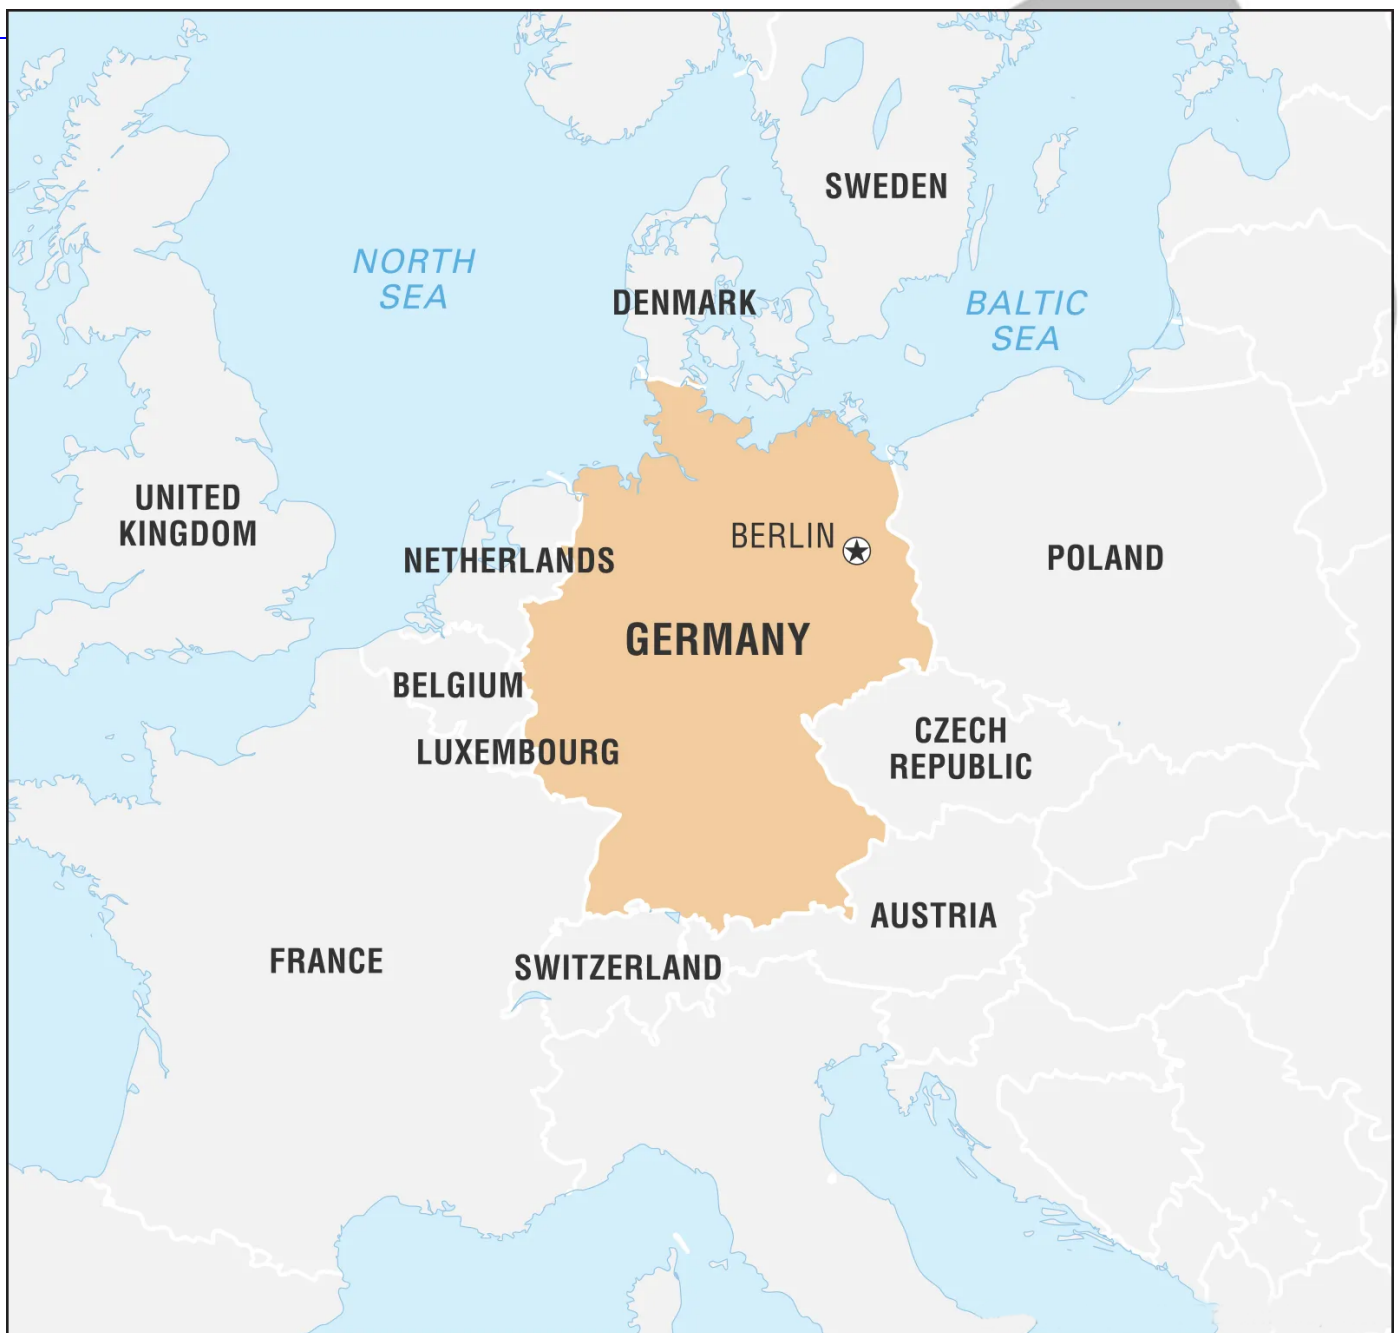 SWEDEN
NORTH
SEA
DENMARK
BALTIC
SEA
UNITED
KINGDOM
BERLIN
NETHERLANDS
POLAND
GERMANY
BELGIUM
CZECH
REPUBLIC
LUXEMBOURG
AUSTRIA
FRANCE
SWITZERLAND